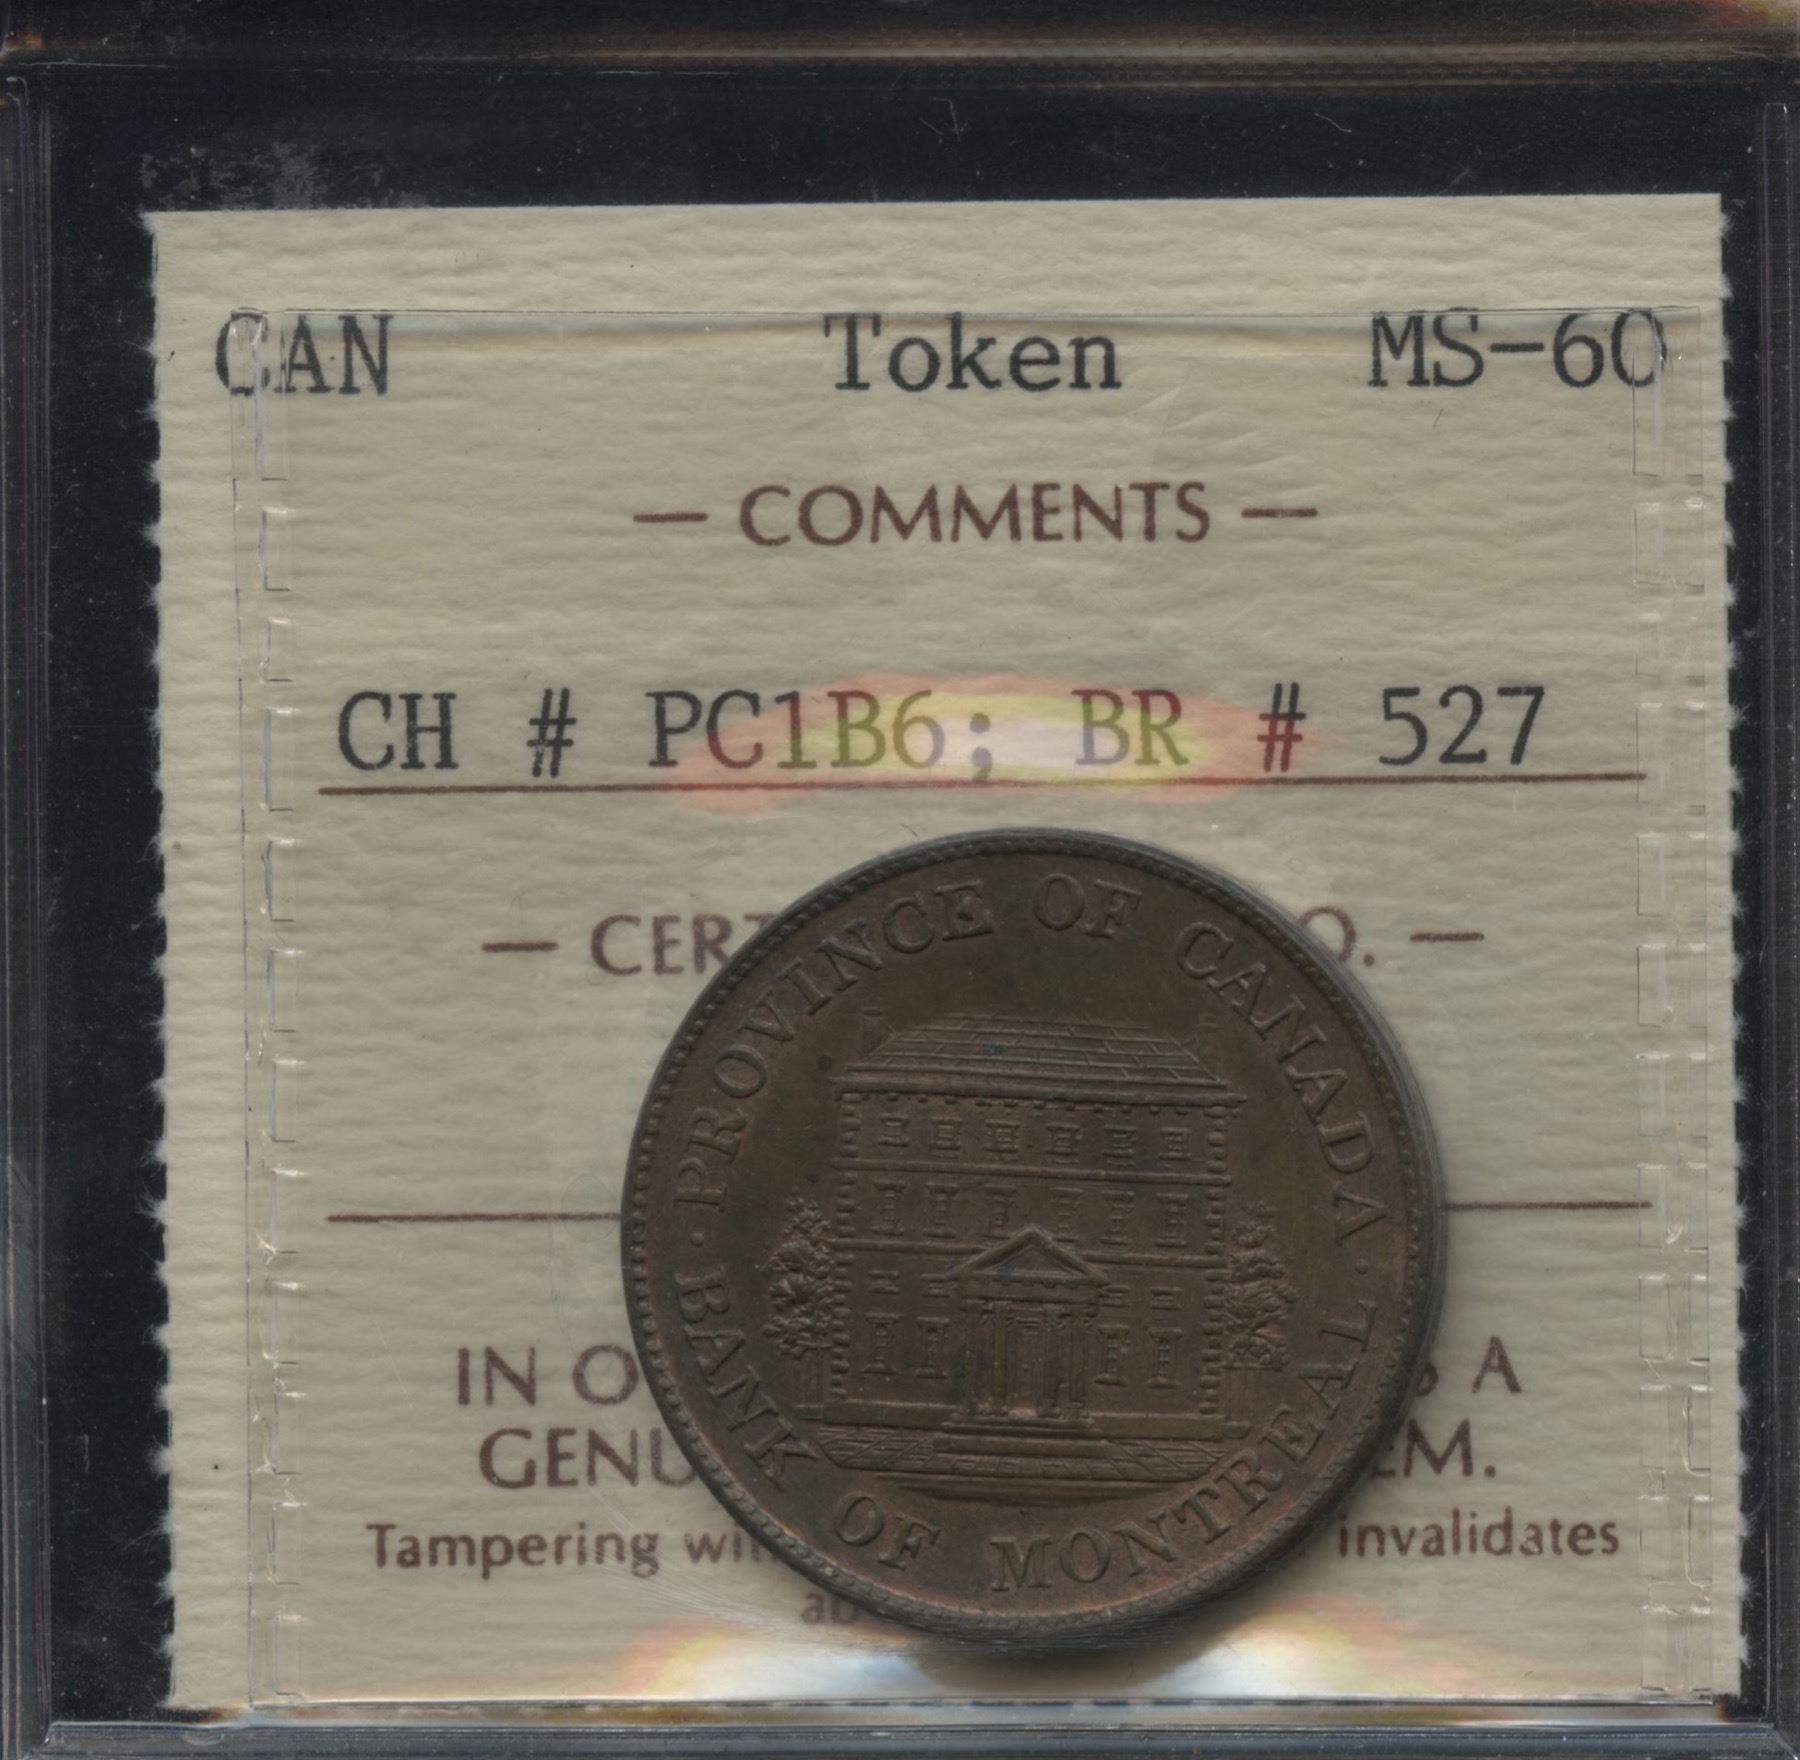 CAN Token MS-60
— COMMENTS —
CH # PC1B6; BR # 527
— CERT O. —
PROVINCE OF CANADA
· BANK OF MONTREAL ·
IN O A
GENU EM.
Tampering invalidates